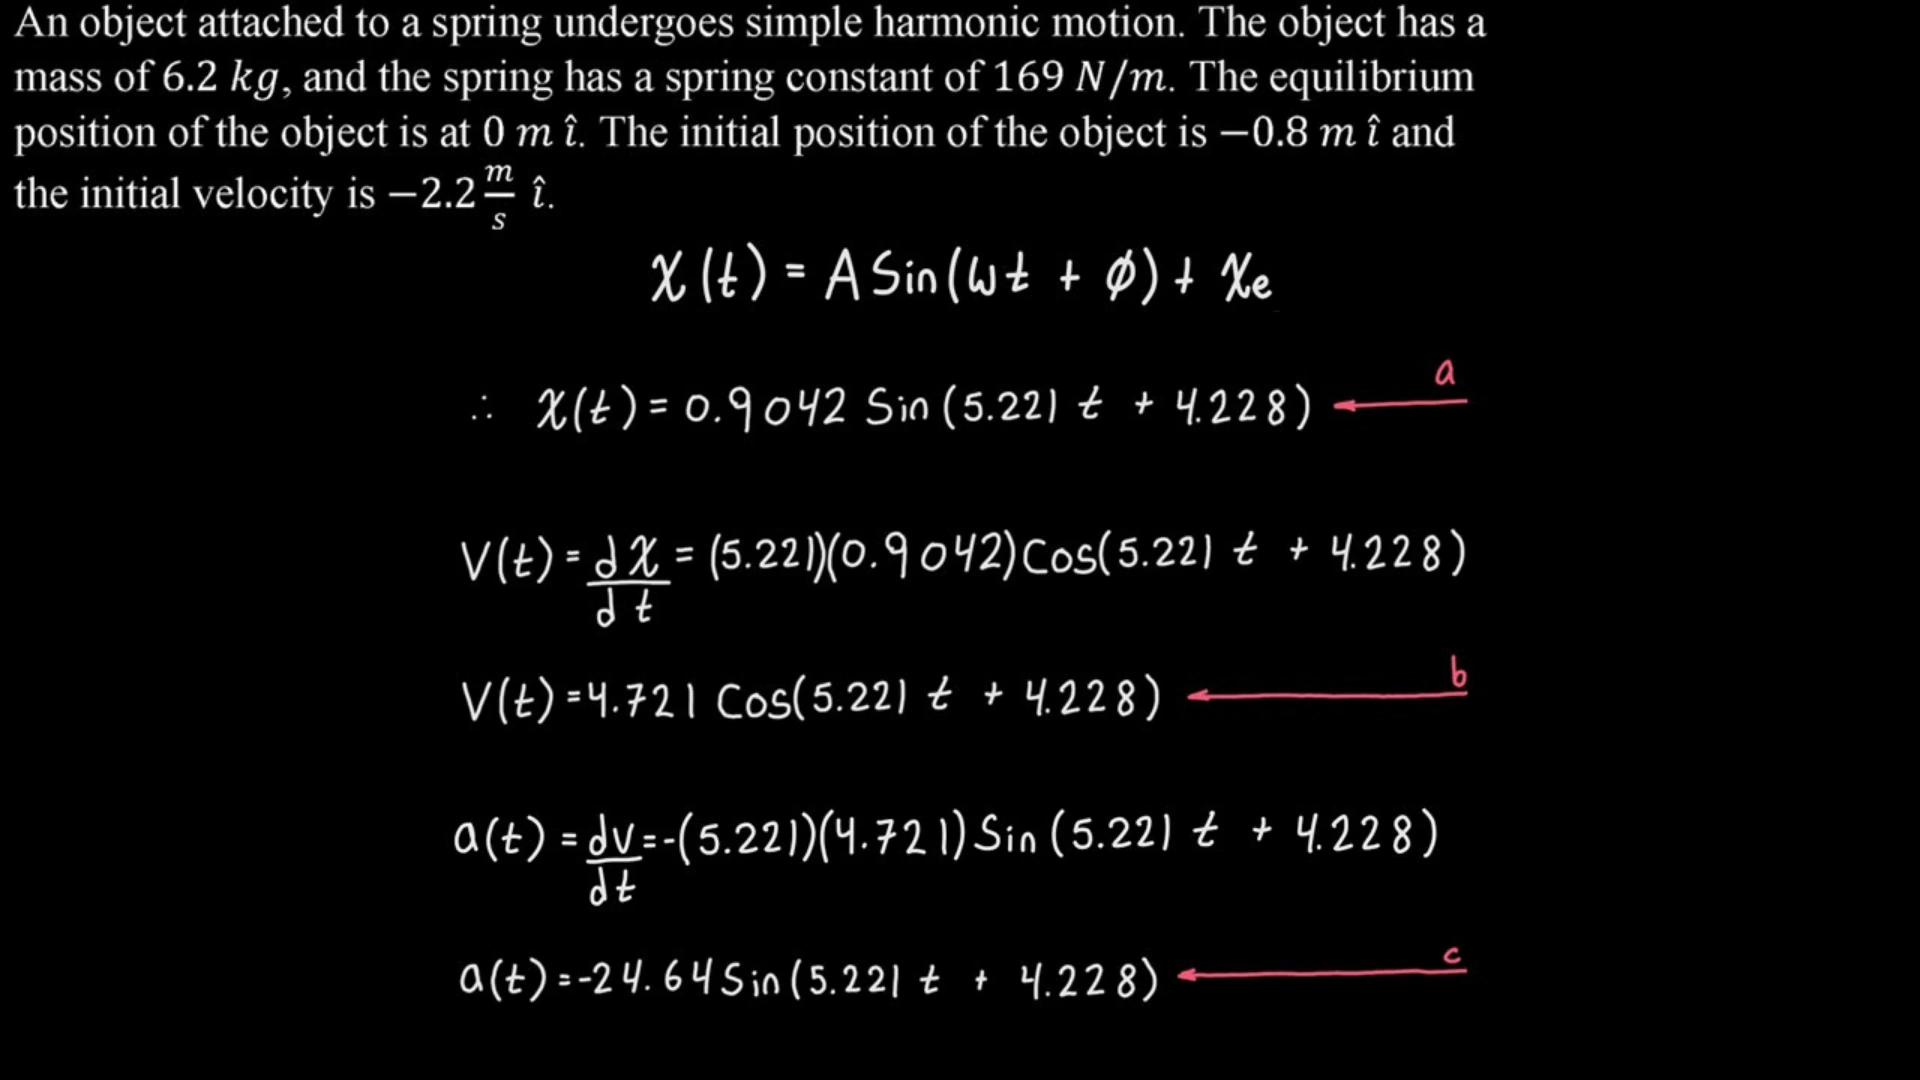 An object attached to a spring undergoes simple harmonic motion. The object has a
mass of 6.2 kg, and the spring has a spring constant of 169 N/m. The equilibrium
position of the object is at 0 m î. The initial position of the object is −0.8 m î and
the initial velocity is −2.2 m/s î.
x(t) = A Sin(ωt + φ) + xe
a
∴ x(t) = 0.9042 Sin(5.221 t + 4.228)
V(t) = dx/dt = (5.221)(0.9042) Cos(5.221 t + 4.228)
b
V(t) = 4.721 Cos(5.221 t + 4.228)
a(t) = dv/dt = -(5.221)(4.721) Sin(5.221 t + 4.228)
c
a(t) = -24.64 Sin(5.221 t + 4.228)